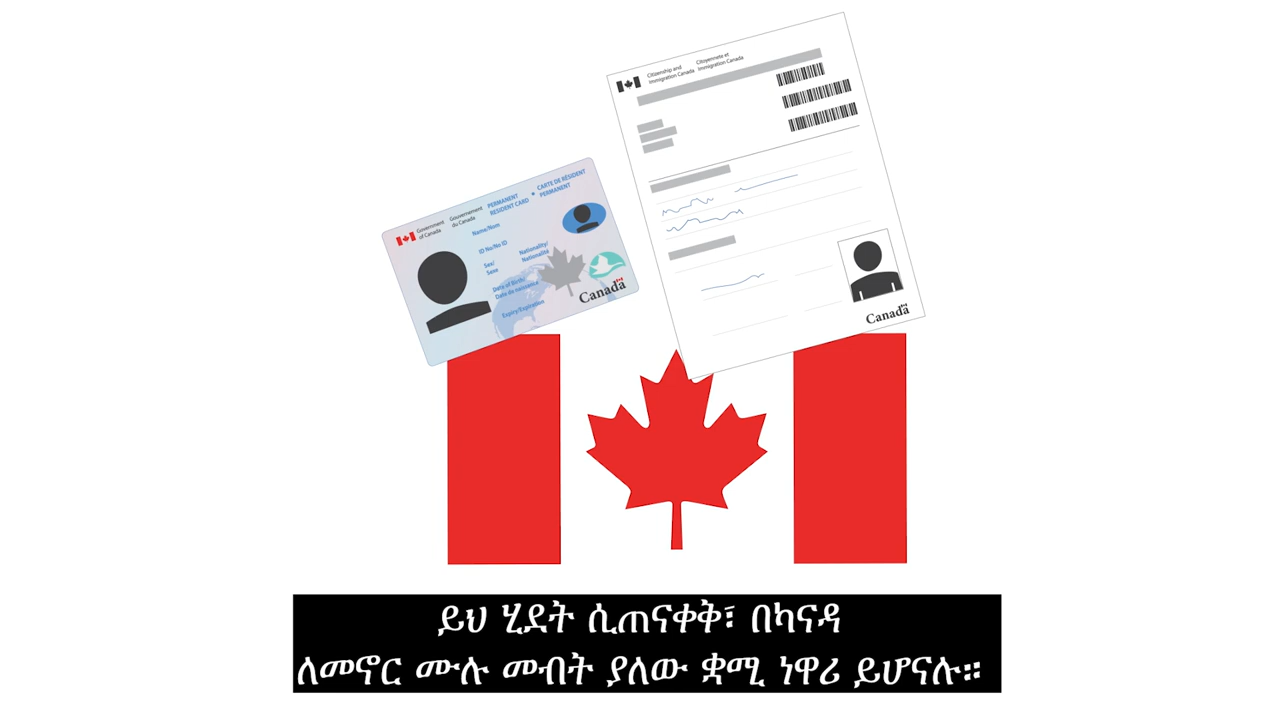 Citizenship and
Immigration Canada
Citoyennete et
Immigration Canada
Canada
Government
of Canada
Gouvernement
du Canada
PERMANENT
RESIDENT CARD
CARTE DE RÉSIDENT
PERMANENT
Name/Nom
ID No/No ID
Sex/
Sexe
Nationality/
Nationalité
Date of Birth/
Date de naissance
Expiry/Expiration
Canada
ይህ ሂደት ሲጠናቀቅ፣ በካናዳ
ለመኖር ሙሉ መብት ያለው ቋሚ ነዋሪ ይሆናሉ።